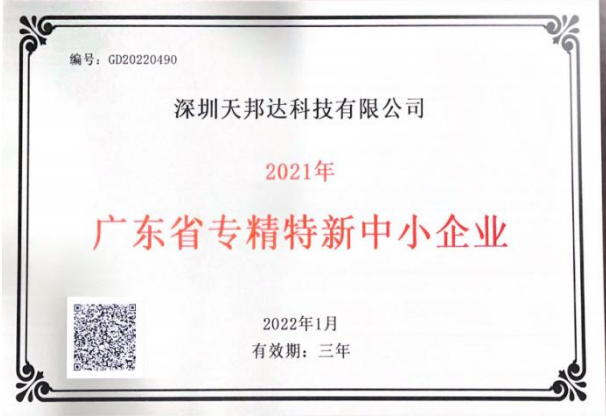 编号：GD20220490
深圳天邦达科技有限公司
2021年
广东省专精特新中小企业
2022年1月
有效期：三年